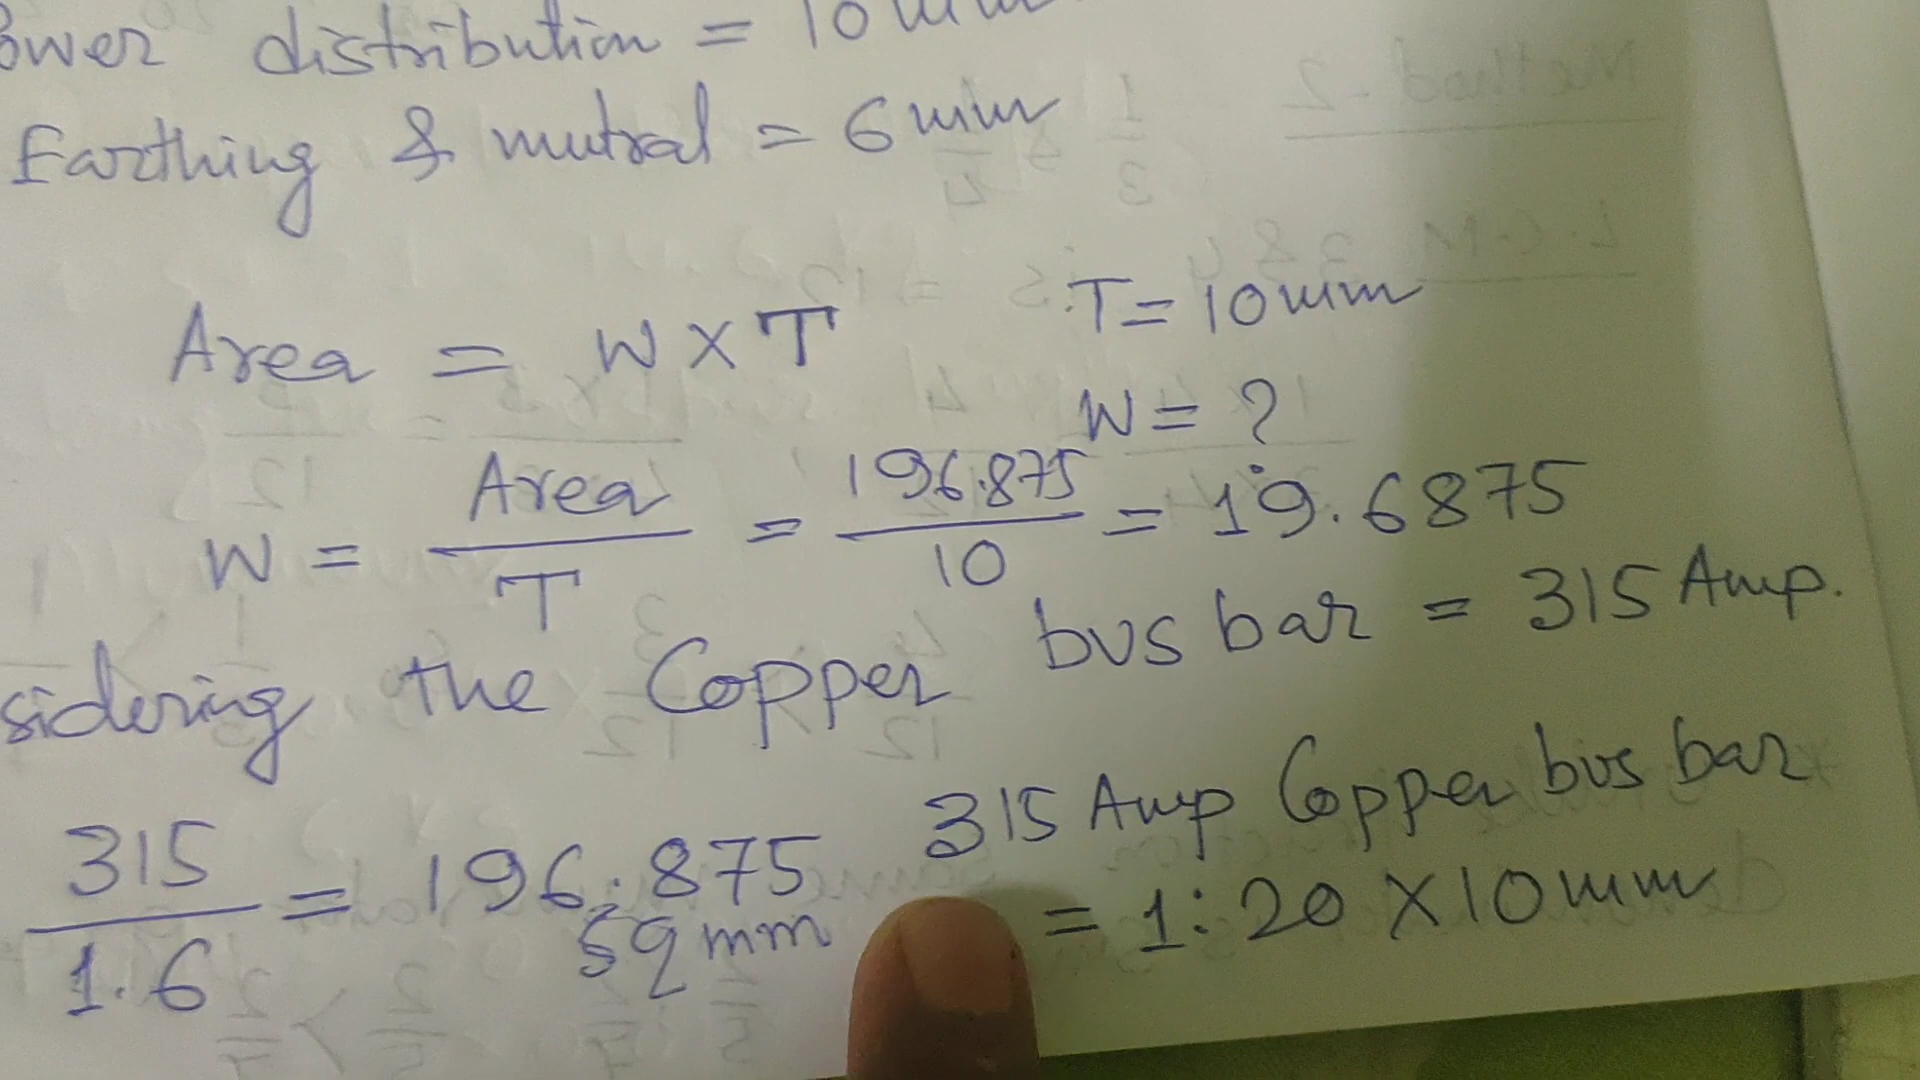 ower distribution = 10 mm
Earthing & nutral = 6 mm
Area = W X T
T = 10 mm
W = ?
W = Area / T = 196.875 / 10 = 19.6875
sidering the Copper bus bar = 315 Amp.
315 / 1.6 = 196.875 sq mm
315 Amp Copper bus bar
= 1: 20 X 10 mm